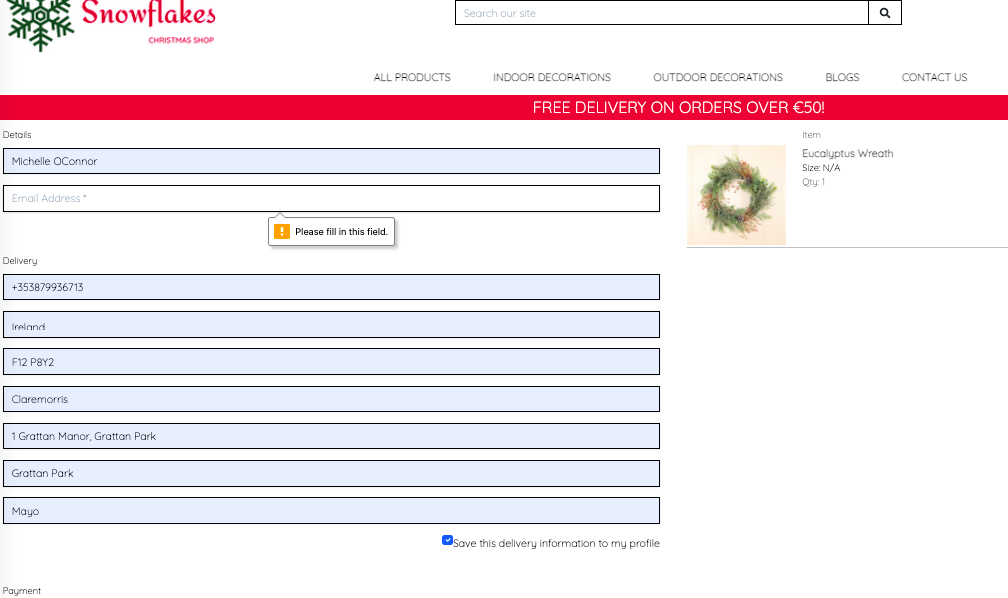 Snowflakes
CHRISTMAS SHOP
Search our site
ALL PRODUCTS INDOOR DECORATIONS OUTDOOR DECORATIONS BLOGS CONTACT US
FREE DELIVERY ON ORDERS OVER €50!
Details
Michelle OConnor
Email Address *
Please fill in this field.
Delivery
+353879936713
Ireland
F12 P8Y2
Claremorris
1 Grattan Manor, Grattan Park
Grattan Park
Mayo
Save this delivery information to my profile
Payment
Item
Eucalyptus Wreath
Size: N/A
Qty: 1